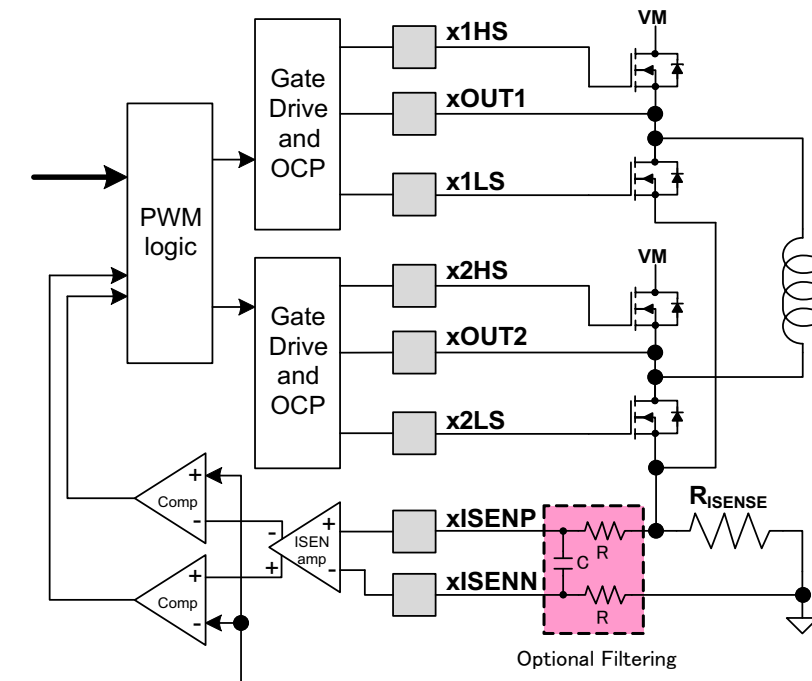 x1HS
VM
Gate
Drive
and
OCP
xOUT1
x1LS
PWM
logic
VM
x2HS
Gate
Drive
and
OCP
xOUT2
x2LS
+
Comp
-
-
ISEN
amp
+
+
-
xISENP
RISENSE
R
C
+
Comp
-
xISENN
R
Optional Filtering